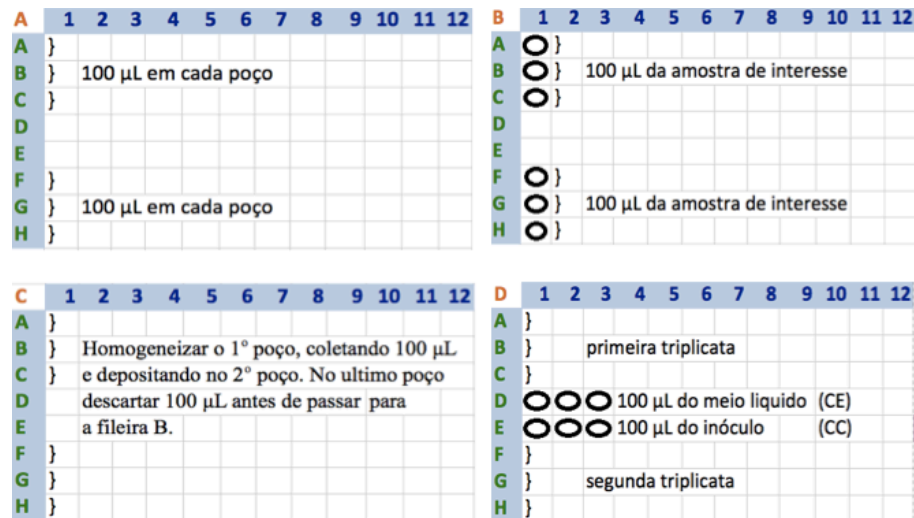 A 1 2 3 4 5 6 7 8 9 10 11 12
A }
B } 100 µL em cada poço
C }
D
E
F }
G } 100 µL em cada poço
H }
B 1 2 3 4 5 6 7 8 9 10 11 12
A }
B } 100 µL da amostra de interesse
C }
D
E
F }
G } 100 µL da amostra de interesse
H }
C 1 2 3 4 5 6 7 8 9 10 11 12
A }
B } Homogeneizar o 1° poço, coletando 100 µL
C } e depositando no 2° poço. No ultimo poço
D descartar 100 µL antes de passar para
E a fileira B.
F }
G }
H }
D 1 2 3 4 5 6 7 8 9 10 11 12
A }
B } primeira triplicata
C }
D 100 µL do meio liquido (CE)
E 100 µL do inóculo (CC)
F }
G } segunda triplicata
H }